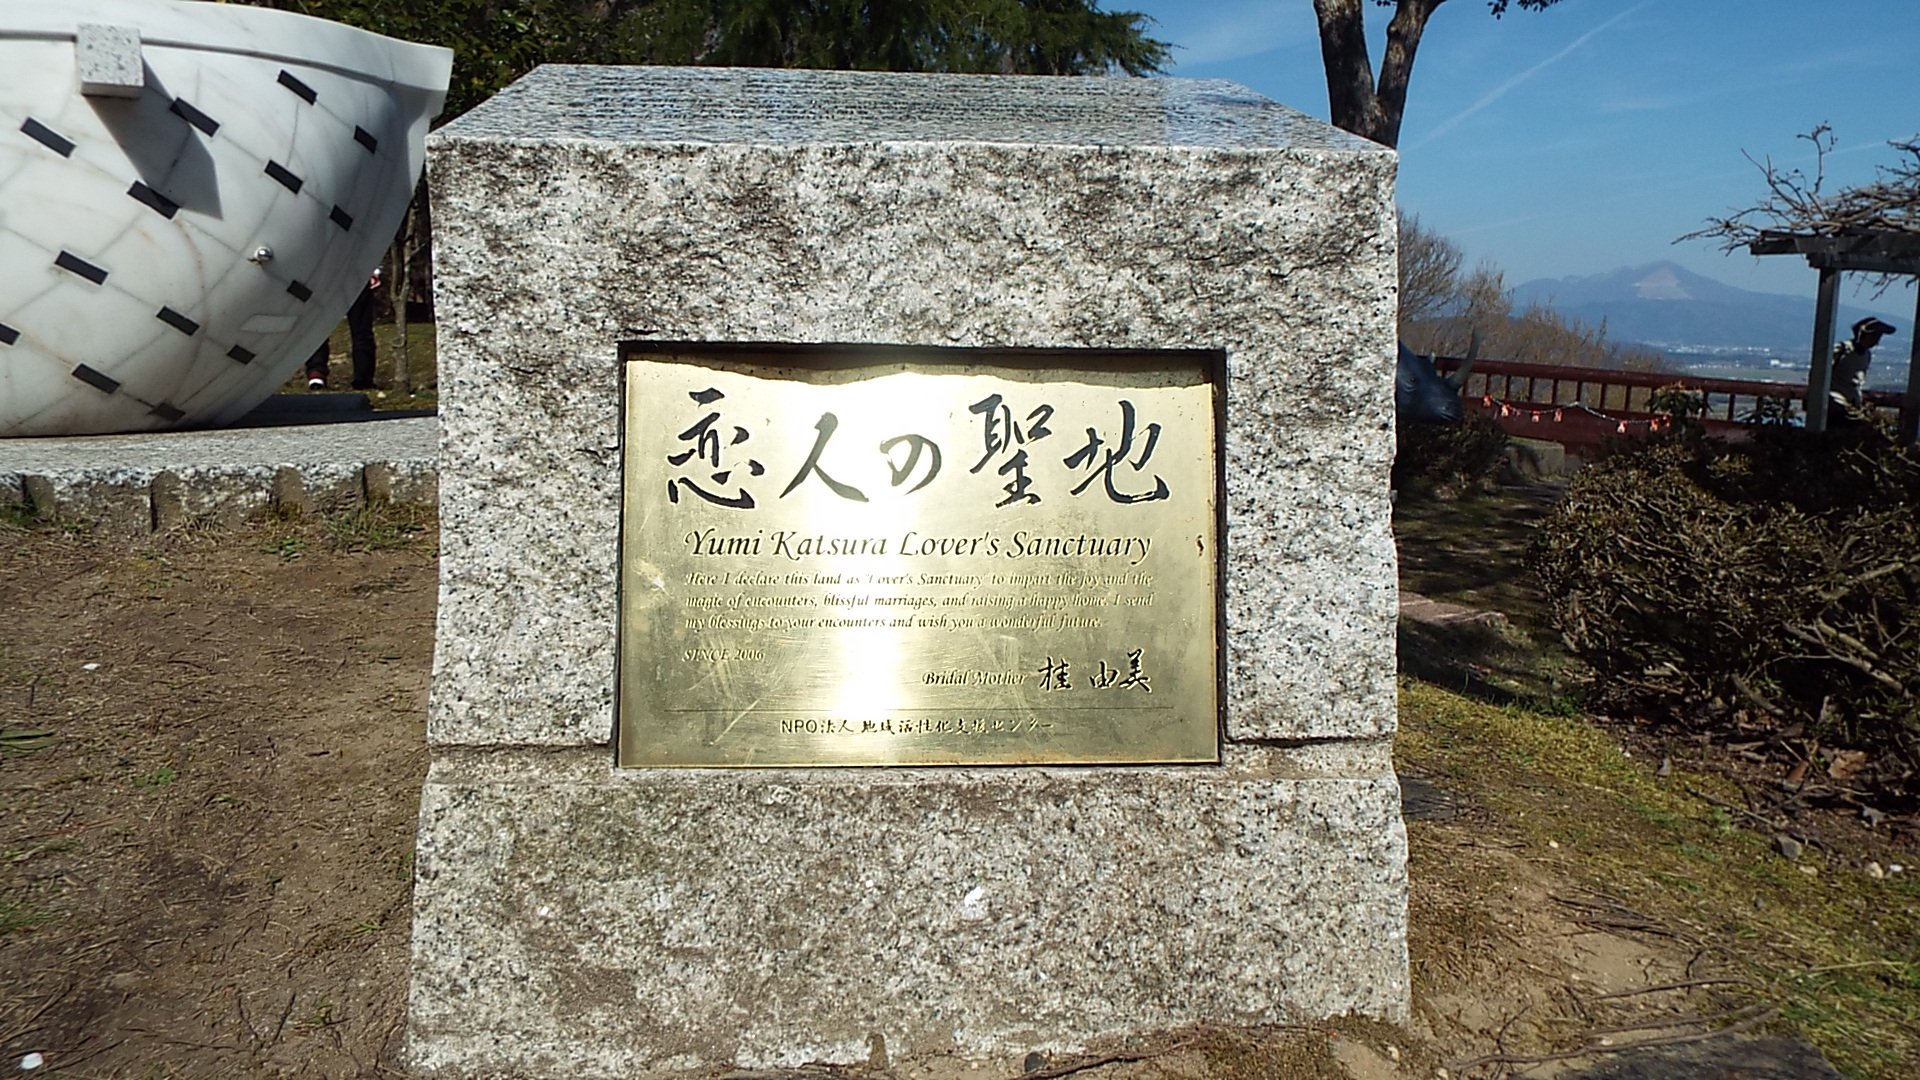 恋人の聖地
Yumi Katsura Lover's Sanctuary
Here I declare this land as "Lover's Sanctuary" to impart the joy and the
magic of encounters, blissful marriages, and raising a happy home. I send
my blessings to your encounters and wish you a wonderful future.
SINCE 2006
Bridal Mother 桂 由美
NPO法人 地域活性化支援センター